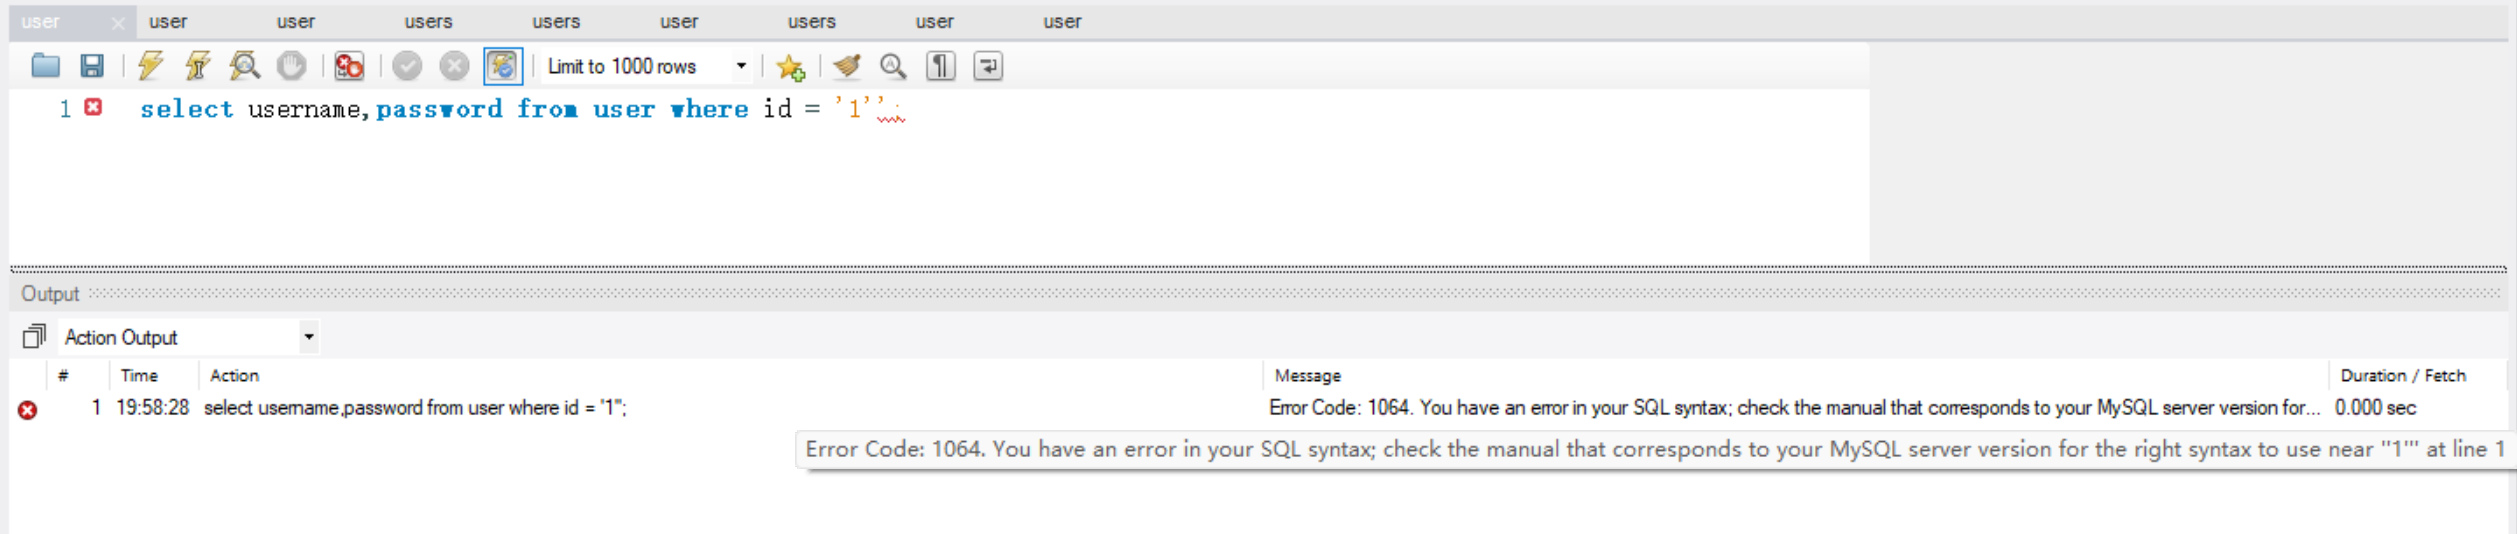 user user user users users user users user user
Limit to 1000 rows
1 select username,password from user where id = '1'';
Output
Action Output
# Time Action Message Duration / Fetch
1 19:58:28 select username,password from user where id = '1''; Error Code: 1064. You have an error in your SQL syntax; check the manual that corresponds to your MySQL server version for... 0.000 sec
Error Code: 1064. You have an error in your SQL syntax; check the manual that corresponds to your MySQL server version for the right syntax to use near ''1''' at line 1